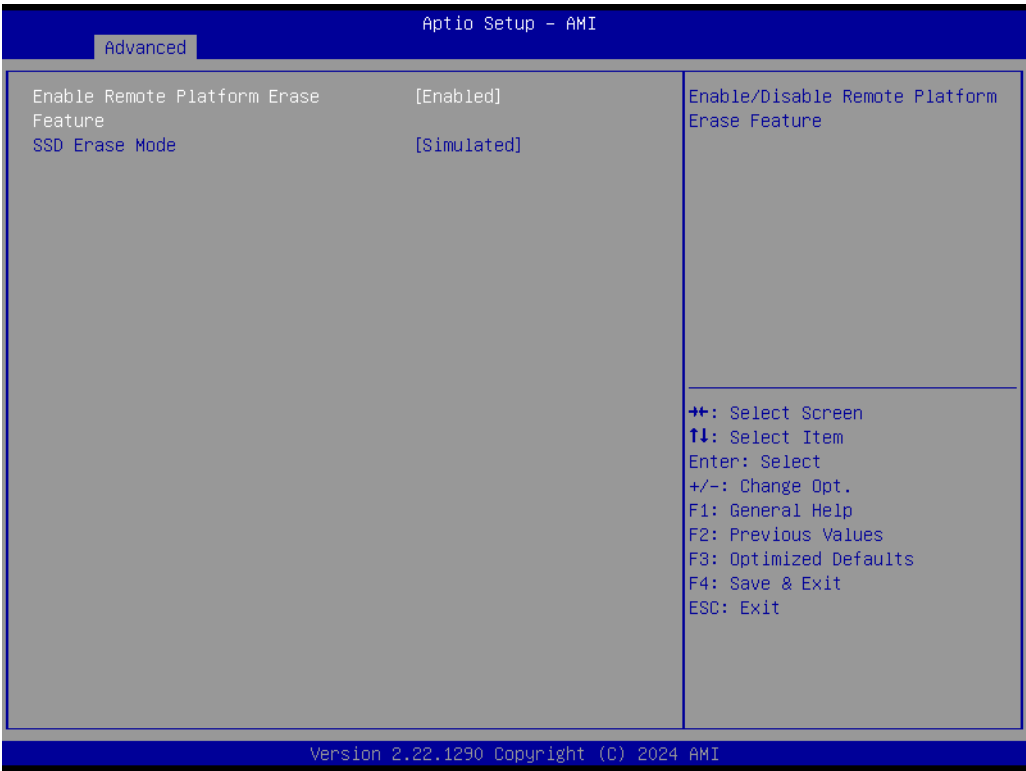 Aptio Setup – AMI
Advanced
Enable Remote Platform Erase Feature [Enabled]
SSD Erase Mode [Simulated]
Enable/Disable Remote Platform
Erase Feature
→←: Select Screen
↑↓: Select Item
Enter: Select
+/-: Change Opt.
F1: General Help
F2: Previous Values
F3: Optimized Defaults
F4: Save & Exit
ESC: Exit
Version 2.22.1290 Copyright (C) 2024 AMI